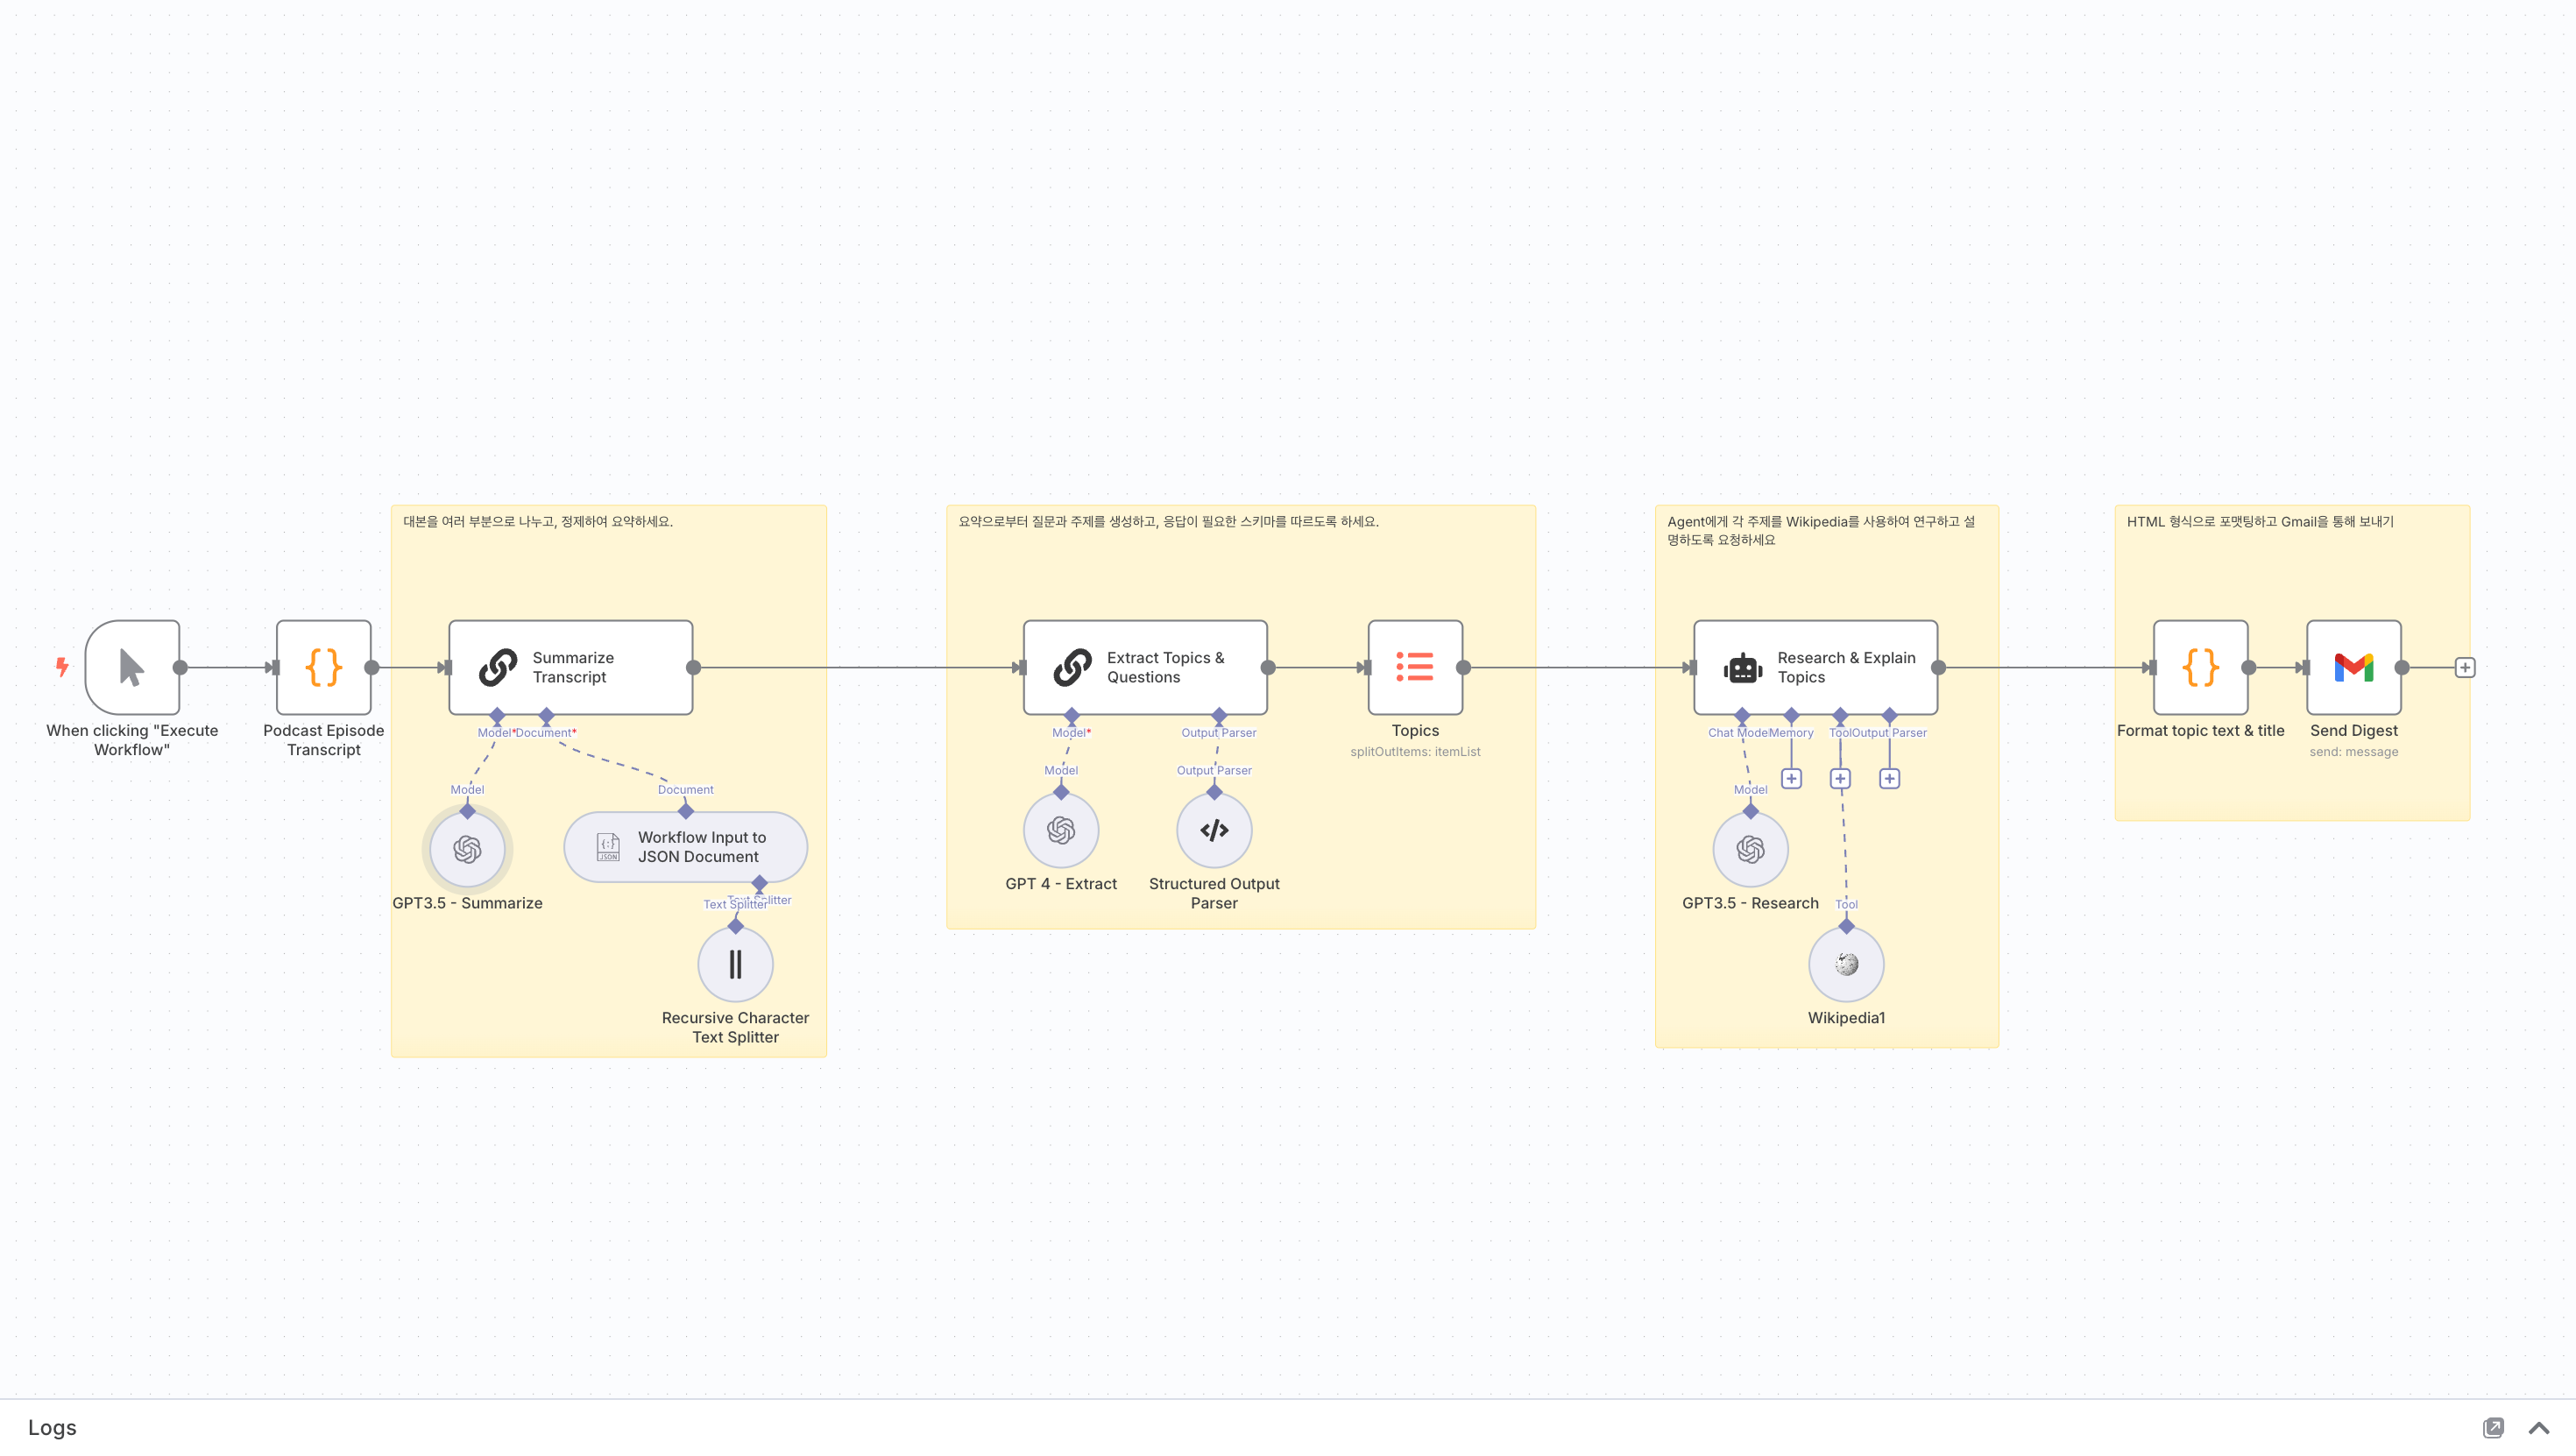 대본을 여러 부분으로 나누고, 정제하여 요약하세요.
요약으로부터 질문과 주제를 생성하고, 응답이 필요한 스키마를 따르도록 하세요.
Agent에게 각 주제를 Wikipedia를 사용하여 연구하고 설
명하도록 요청하세요
HTML 형식으로 포맷팅하고 Gmail을 통해 보내기
When clicking "Execute
Workflow"
Podcast Episode
Transcript
Summarize
Transcript
Model*
Document*
Model
GPT3.5 - Summarize
Document
{:}
JSON
Workflow Input to
JSON Document
Text Splitter
Text Splitter
Recursive Character
Text Splitter
Extract Topics &
Questions
Model*
Output Parser
Model
GPT 4 - Extract
Output Parser
Structured Output
Parser
Topics
splitOutItems: itemList
Research & Explain
Topics
Chat Model
Memory
Tool
Output Parser
Model
GPT3.5 - Research
Tool
Wikipedia1
Format topic text & title
Send Digest
send: message
Logs